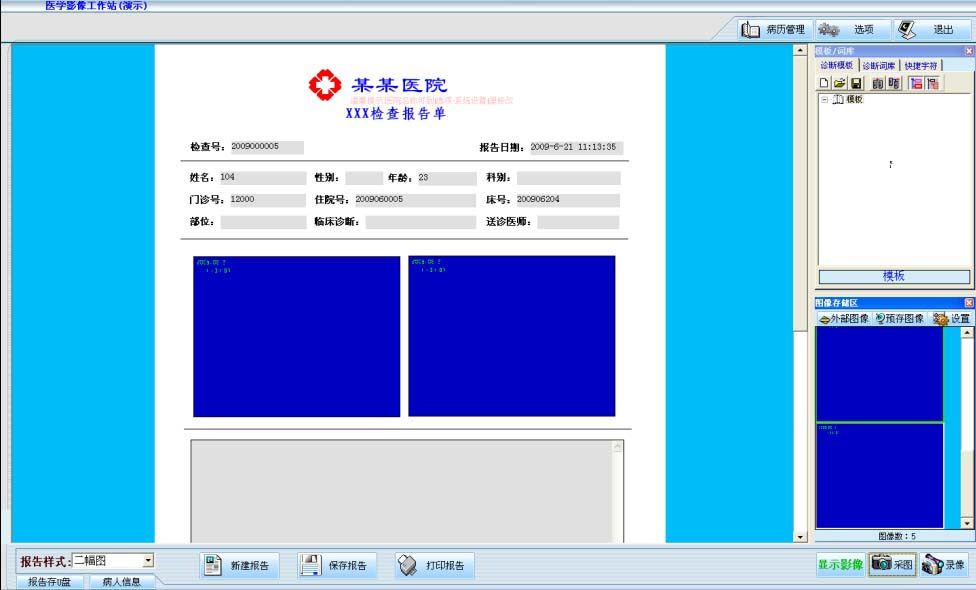 医学影像工作站(演示)
病历管理 选项 退出
模板/词库
诊断模板 诊断词库 快捷字符
模板
某某医院
XXX检查报告单
检查号: 2009000005 报告日期: 2009-6-21 11:13:35
姓名: 104 性别: 年龄: 23 科别:
门诊号: 12000 住院号: 2009060005 床号: 200906204
部位: 临床诊断: 送诊医师:
模板
图像存储区
外部图像 预存图像 设置
图像数: 5
报告样式: 二幅图
新建报告 保存报告 打印报告
显示影像 采图 录像
报告存U盘 病人信息